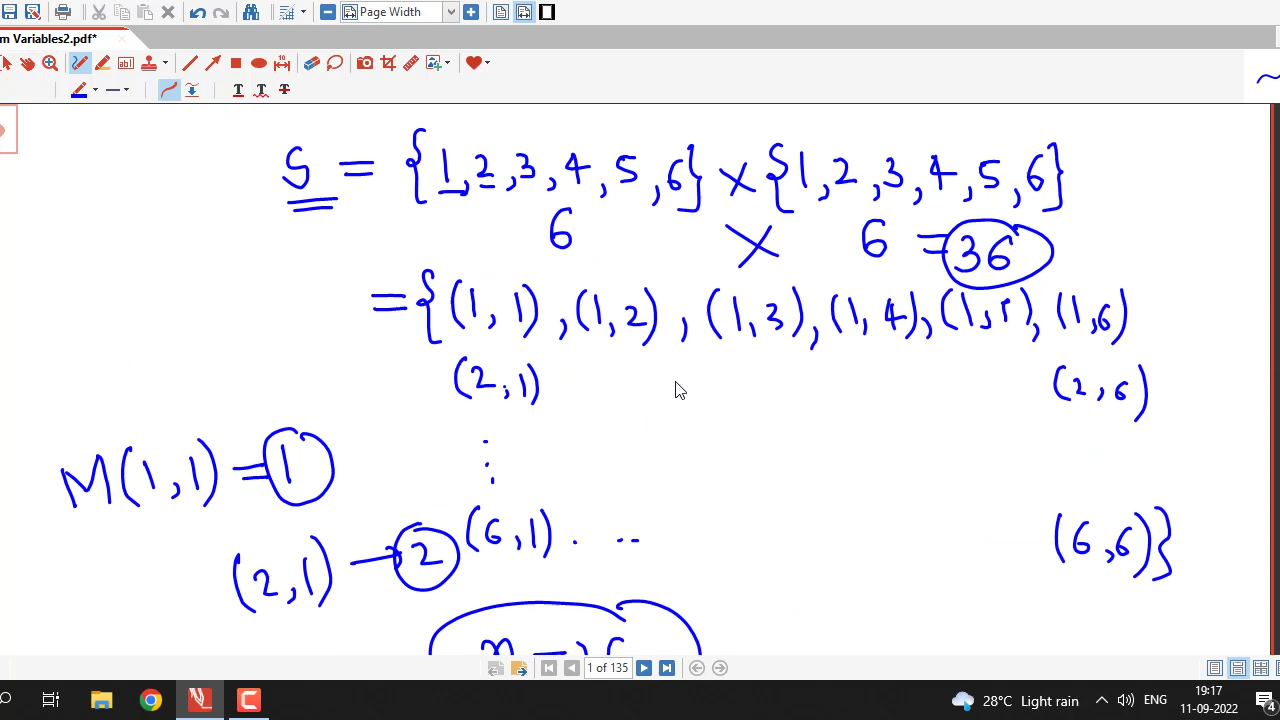 Page Width
m Variables2.pdf*
S = {1,2,3,4,5,6} × {1,2,3,4,5,6}
6 × 6 = 36
= {(1,1), (1,2), (1,3), (1,4), (1,5), (1,6)
(2,1) (2,6)
⋮
M(1,1) = 1
(6,1) . .. (6,6)}
(2,1) → 2
1 of 135
28°C Light rain
ENG
19:17
11-09-2022
4